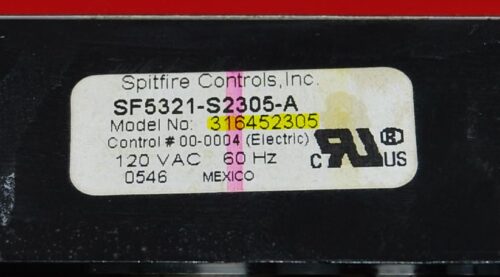 Spitfire Controls,Inc.
SF5321-S2305-A
Model No: 316452305
Control # 00-0004 (Electric)
120 VAC 60 Hz
0546 MEXICO
C RU ® US